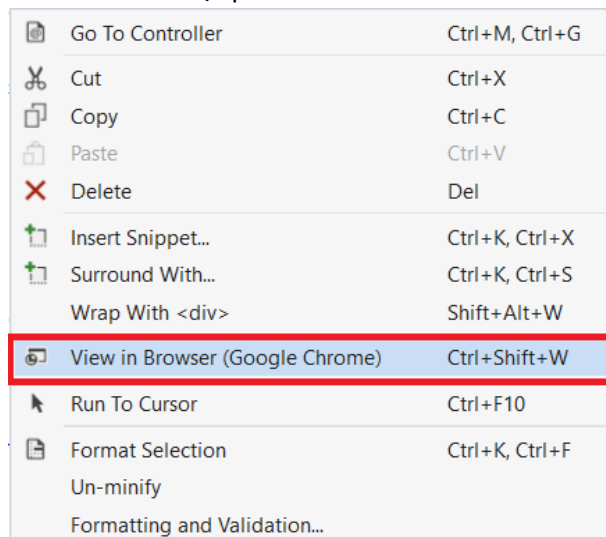 Go To Controller Ctrl+M, Ctrl+G
Cut Ctrl+X
Copy Ctrl+C
Paste Ctrl+V
Delete Del
Insert Snippet... Ctrl+K, Ctrl+X
Surround With... Ctrl+K, Ctrl+S
Wrap With <div> Shift+Alt+W
View in Browser (Google Chrome) Ctrl+Shift+W
Run To Cursor Ctrl+F10
Format Selection Ctrl+K, Ctrl+F
Un-minify
Formatting and Validation...